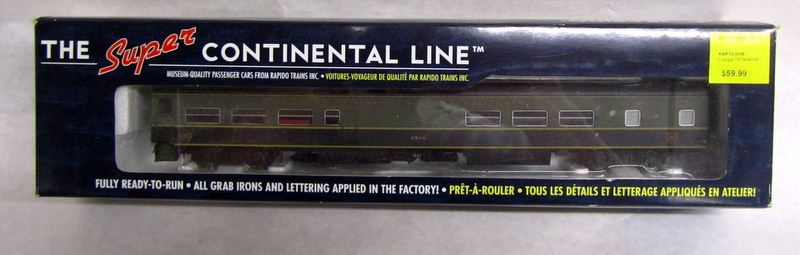 THE Super CONTINENTAL LINE™
MUSEUM-QUALITY PASSENGER CARS FROM RAPIDO TRAINS INC. • VOITURES-VOYAGEUR DE QUALITÉ PAR RAPIDO TRAINS INC.
$59.99
FULLY READY-TO-RUN • ALL GRAB IRONS AND LETTERING APPLIED IN THE FACTORY! • PRÊT-À-ROULER • TOUS LES DÉTAILS ET LETTERAGE APPLIQUÉS EN ATELIER!